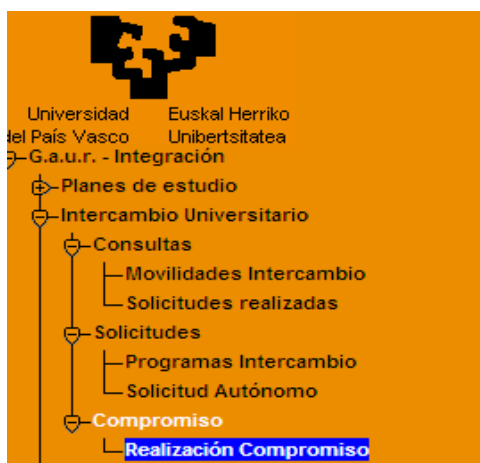 Universidad Euskal Herriko
del País Vasco Unibertsitatea
G.a.u.r. - Integración
Planes de estudio
Intercambio Universitario
Consultas
Movilidades Intercambio
Solicitudes realizadas
Solicitudes
Programas Intercambio
Solicitud Autónomo
Compromiso
Realización Compromiso